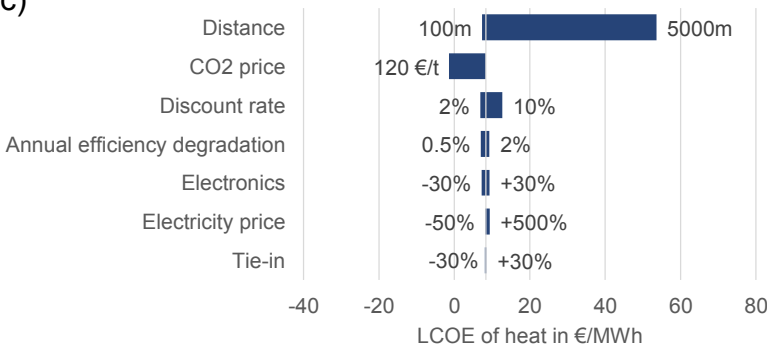 c)
Distance 100m 5000m
CO2 price 120 €/t
Discount rate 2% 10%
Annual efficiency degradation 0.5% 2%
Electronics -30% +30%
Electricity price -50% +500%
Tie-in -30% +30%
-40 -20 0 20 40 60 80
LCOE of heat in €/MWh